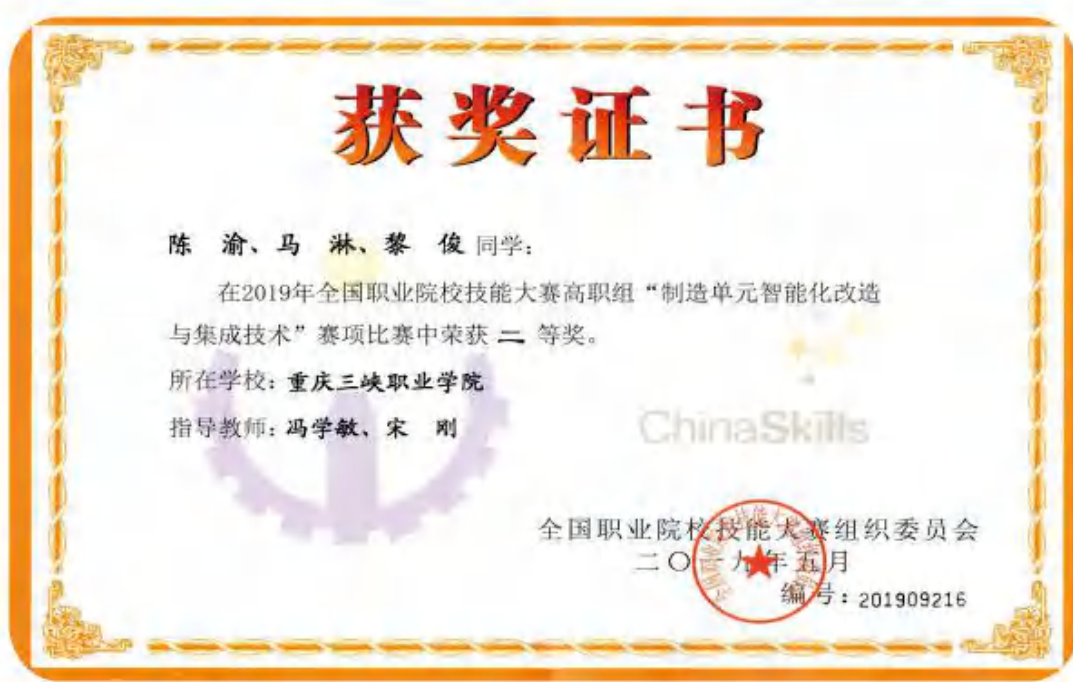 获奖证书
陈 渝、马 淋、黎 俊 同学：
在2019年全国职业院校技能大赛高职组“制造单元智能化改造
与集成技术”赛项比赛中荣获 二 等奖。
所在学校：重庆三峡职业学院
指导教师：冯学敏、宋 刚
ChinaSkills
全国职业院校技能大赛组织委员会
二〇一九年五月
编号：201909216